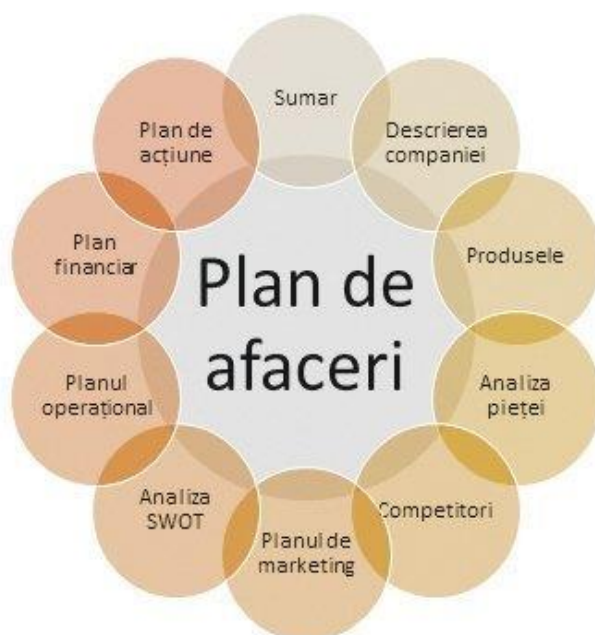 Plan de
afaceri
Sumar
Descrierea
companiei
Produsele
Analiza
pieței
Competitori
Planul de
marketing
Analiza
SWOT
Planul
operațional
Plan
financiar
Plan de
acțiune